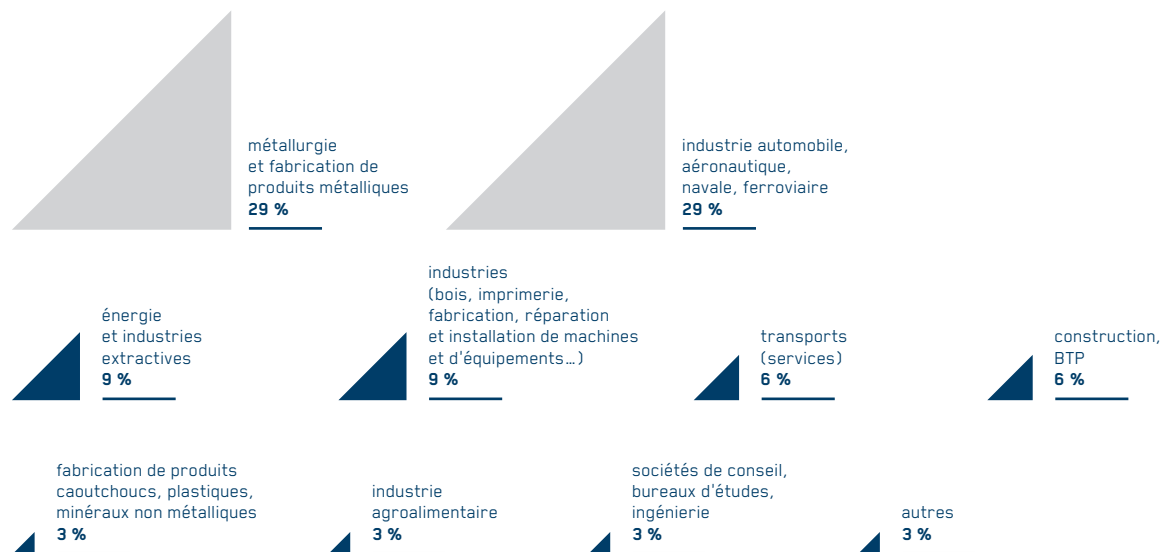 métallurgie
et fabrication de
produits métalliques
29 %
industrie automobile,
aéronautique,
navale, ferroviaire
29 %
énergie
et industries
extractives
9 %
industries
(bois, imprimerie,
fabrication, réparation
et installation de machines
et d'équipements…)
9 %
transports
(services)
6 %
construction,
BTP
6 %
fabrication de produits
caoutchoucs, plastiques,
minéraux non métalliques
3 %
industrie
agroalimentaire
3 %
sociétés de conseil,
bureaux d'études,
ingénierie
3 %
autres
3 %